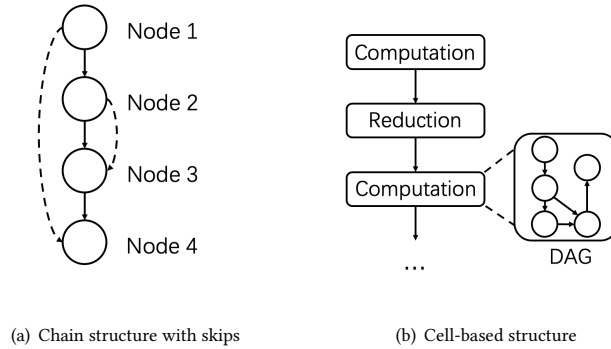 Node 1
Node 2
Node 3
Node 4
(a) Chain structure with skips
Computation
Reduction
Computation
DAG
...
(b) Cell-based structure